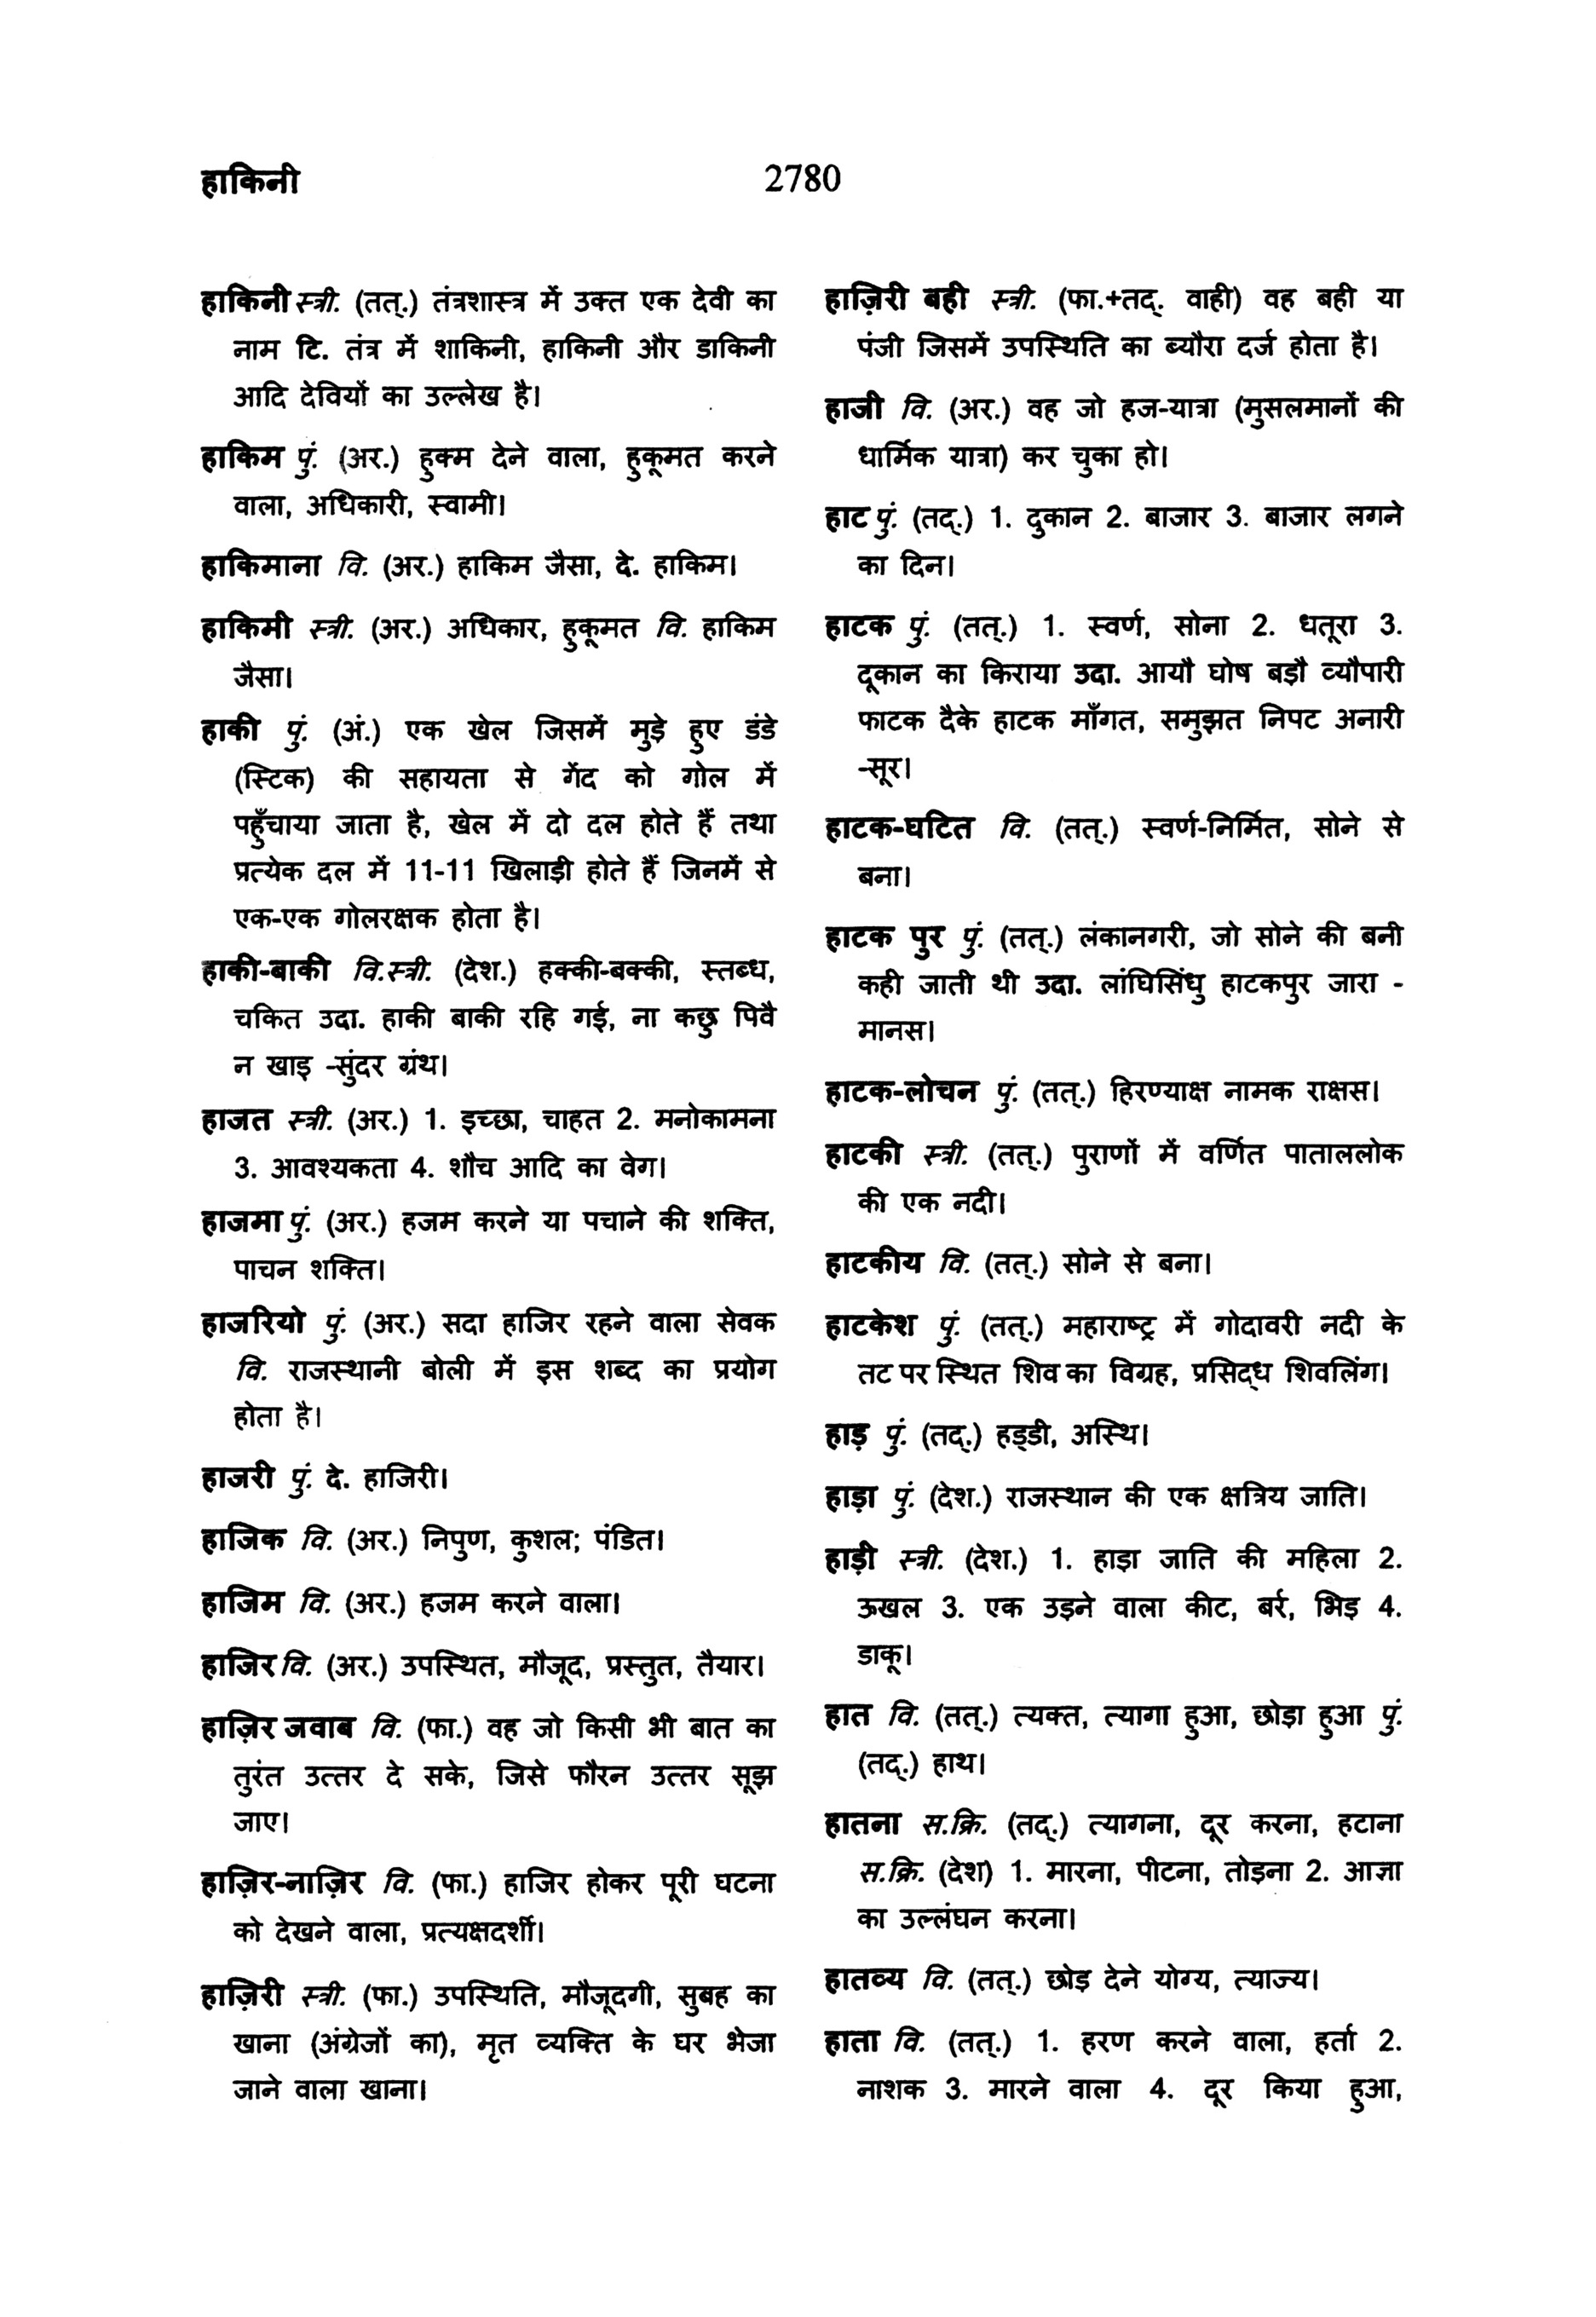 हाकिनी
2780
हाकिनी स्त्री. (तत्.) तंत्रशास्त्र में उक्त एक देवी का
नाम टि. तंत्र में शाकिनी, हाकिनी और डाकिनी
आदि देवियों का उल्लेख है।
हाकिम पुं. (अर.) हुक्म देने वाला, हुकूमत करने
वाला, अधिकारी, स्वामी।
हाकिमाना वि. (अर.) हाकिम जैसा, दे. हाकिम।
हाकिमी स्त्री. (अर.) अधिकार, हुकूमत वि. हाकिम
जैसा।
हाकी पुं. (अं.) एक खेल जिसमें मुड़े हुए डंडे
(स्टिक) की सहायता से गेंद को गोल में
पहुँचाया जाता है, खेल में दो दल होते हैं तथा
प्रत्येक दल में 11-11 खिलाड़ी होते हैं जिनमें से
एक-एक गोलरक्षक होता है।
हाकी-बाकी वि.स्त्री. (देश.) हक्की-बक्की, स्तब्ध,
चकित उदा. हाकी बाकी रहि गई, ना कछु पिवै
न खाइ -सुंदर ग्रंथ।
हाजत स्त्री. (अर.) 1. इच्छा, चाहत 2. मनोकामना
3. आवश्यकता 4. शौच आदि का वेग।
हाजमा पुं. (अर.) हजम करने या पचाने की शक्ति,
पाचन शक्ति।
हाजरियो पुं. (अर.) सदा हाजिर रहने वाला सेवक
वि. राजस्थानी बोली में इस शब्द का प्रयोग
होता है।
हाजरी पुं. दे. हाजिरी।
हाजिक वि. (अर.) निपुण, कुशल; पंडित।
हाजिम वि. (अर.) हजम करने वाला।
हाजिर वि. (अर.) उपस्थित, मौजूद, प्रस्तुत, तैयार।
हाज़िर जवाब वि. (फा.) वह जो किसी भी बात का
तुरंत उत्तर दे सके, जिसे फौरन उत्तर सूझ
जाए।
हाज़िर-नाज़िर वि. (फा.) हाजिर होकर पूरी घटना
को देखने वाला, प्रत्यक्षदर्शी।
हाज़िरी स्त्री. (फा.) उपस्थिति, मौजूदगी, सुबह का
खाना (अंग्रेजों का), मृत व्यक्ति के घर भेजा
जाने वाला खाना।
हाज़िरी बही स्त्री. (फा.+तद्. वाही) वह बही या
पंजी जिसमें उपस्थिति का ब्यौरा दर्ज होता है।
हाजी वि. (अर.) वह जो हज-यात्रा (मुसलमानों की
धार्मिक यात्रा) कर चुका हो।
हाट पुं. (तद्.) 1. दुकान 2. बाजार 3. बाजार लगने
का दिन।
हाटक पुं. (तत्.) 1. स्वर्ण, सोना 2. धतूरा 3.
दूकान का किराया उदा. आयौ घोष बड़ौ व्यौपारी
फाटक दैके हाटक माँगत, समुझत निपट अनारी
-सूर।
हाटक-घटित वि. (तत्.) स्वर्ण-निर्मित, सोने से
बना।
हाटक पुर पुं. (तत्.) लंकानगरी, जो सोने की बनी
कही जाती थी उदा. लांघिसिंधु हाटकपुर जारा -
मानस।
हाटक-लोचन पुं. (तत्.) हिरण्याक्ष नामक राक्षस।
हाटकी स्त्री. (तत्.) पुराणों में वर्णित पाताललोक
की एक नदी।
हाटकीय वि. (तत्.) सोने से बना।
हाटकेश पुं. (तत्.) महाराष्ट्र में गोदावरी नदी के
तट पर स्थित शिव का विग्रह, प्रसिद्ध शिवलिंग।
हाड़ पुं. (तद्.) हड्डी, अस्थि।
हाड़ा पुं. (देश.) राजस्थान की एक क्षत्रिय जाति।
हाड़ी स्त्री. (देश.) 1. हाड़ा जाति की महिला 2.
ऊखल 3. एक उड़ने वाला कीट, बर्र, भिड़ 4.
डाकू।
हात वि. (तत्.) त्यक्त, त्यागा हुआ, छोड़ा हुआ पुं.
(तद्.) हाथ।
हातना स.क्रि. (तद्.) त्यागना, दूर करना, हटाना
स.क्रि. (देश) 1. मारना, पीटना, तोड़ना 2. आज्ञा
का उल्लंघन करना।
हातव्य वि. (तत्.) छोड़ देने योग्य, त्याज्य।
हाता वि. (तत्.) 1. हरण करने वाला, हर्ता 2.
नाशक 3. मारने वाला 4. दूर किया हुआ,